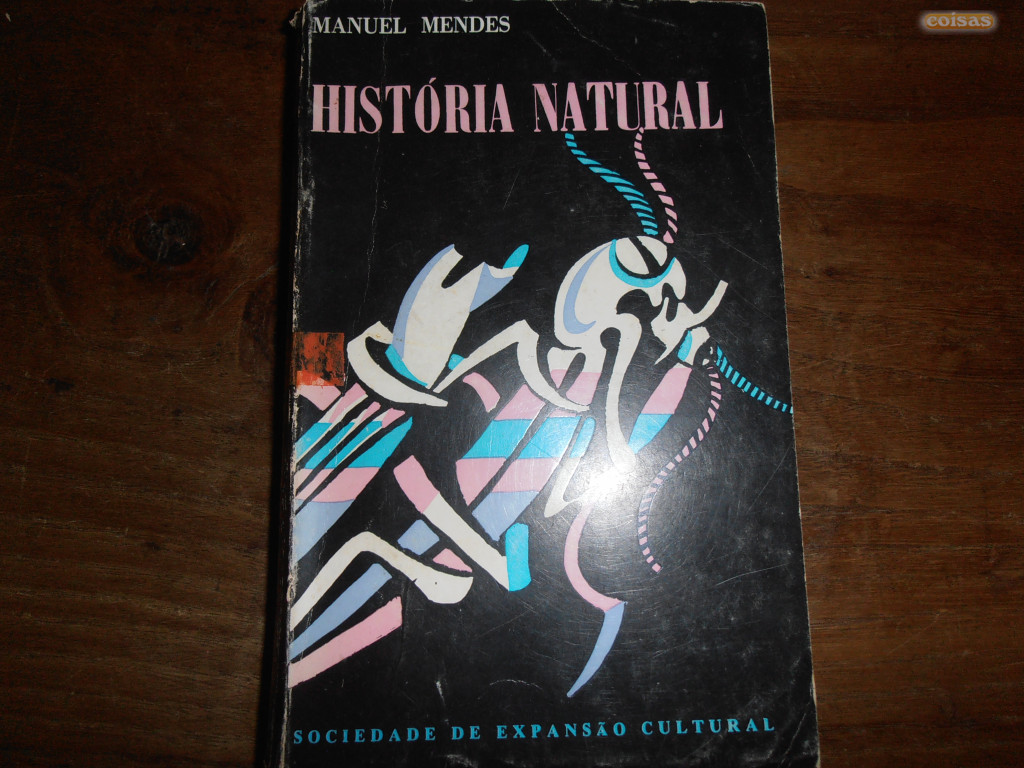 coisas
MANUEL MENDES
HISTÓRIA NATURAL
SOCIEDADE DE EXPANSÃO CULTURAL